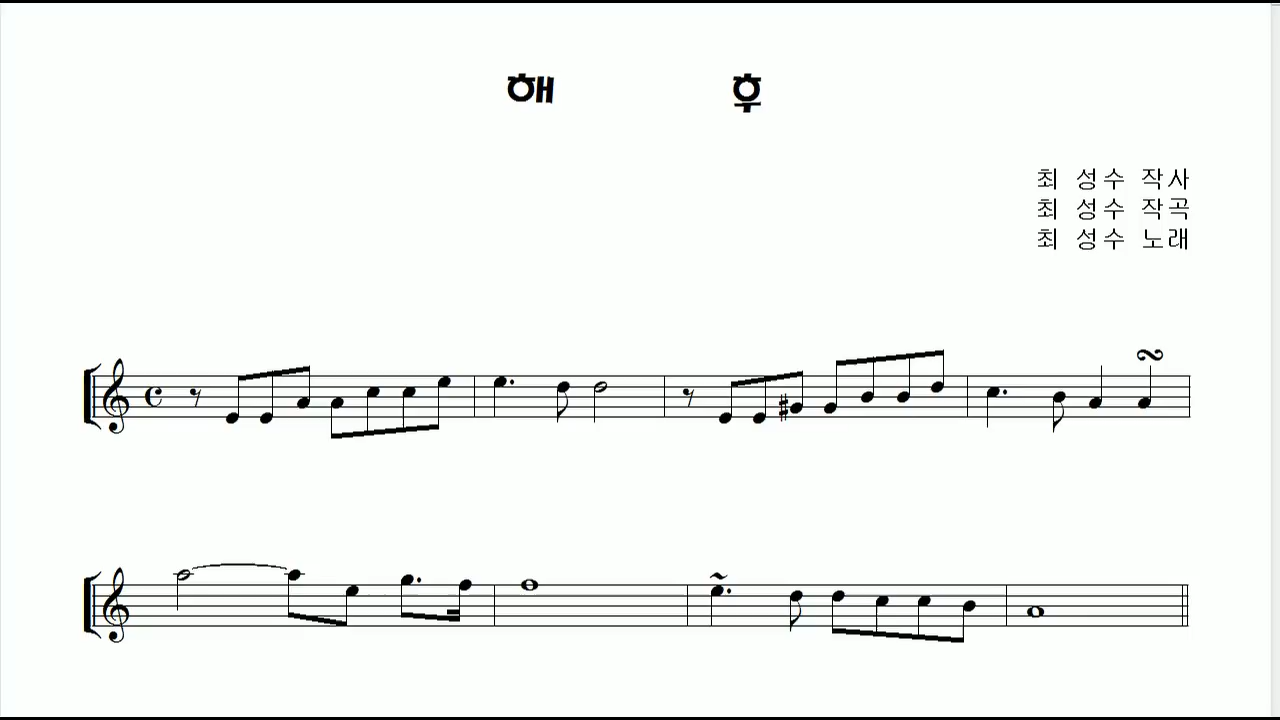 해 후
최 성수 작사
최 성수 작곡
최 성수 노래